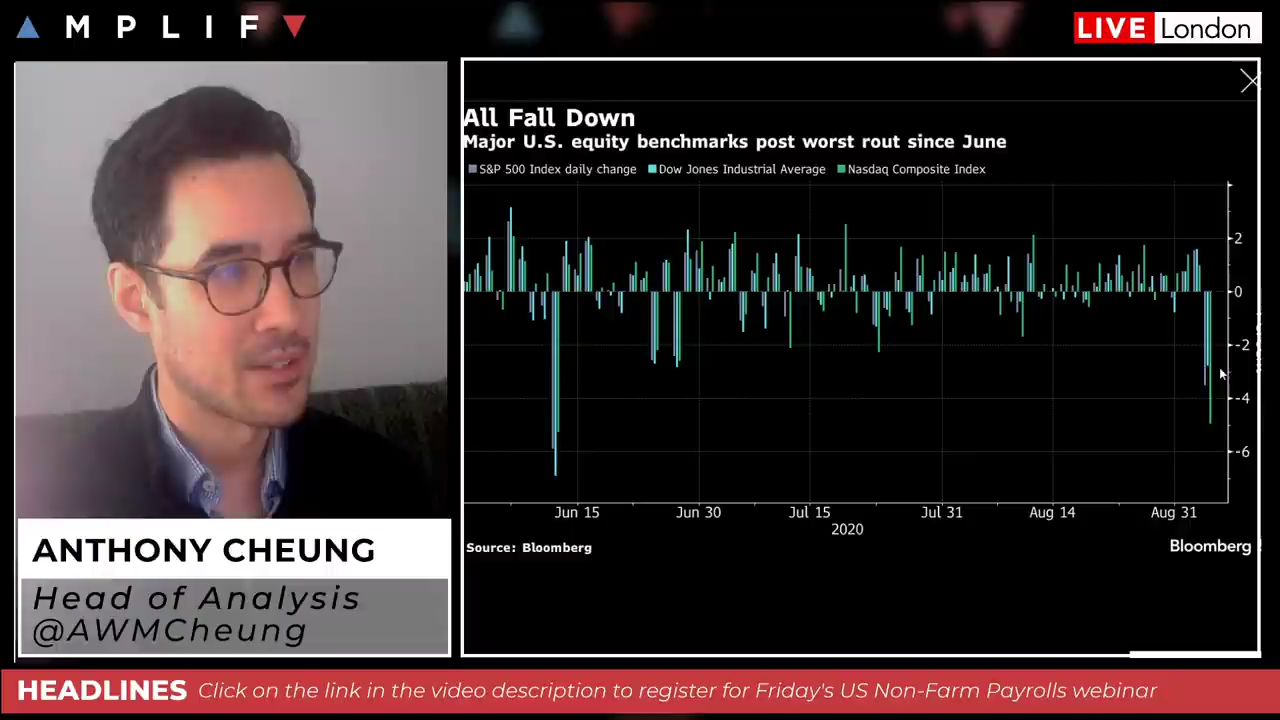 AMPLIFY
LIVE London
All Fall Down
Major U.S. equity benchmarks post worst rout since June
S&P 500 Index daily change Dow Jones Industrial Average Nasdaq Composite Index
2
0
-2
-4
-6
Jun 15 Jun 30 Jul 15 Jul 31 Aug 14 Aug 31
2020
Source: Bloomberg
Bloomberg
ANTHONY CHEUNG
Head of Analysis
@AWMCheung
HEADLINES Click on the link in the video description to register for Friday's US Non-Farm Payrolls webinar